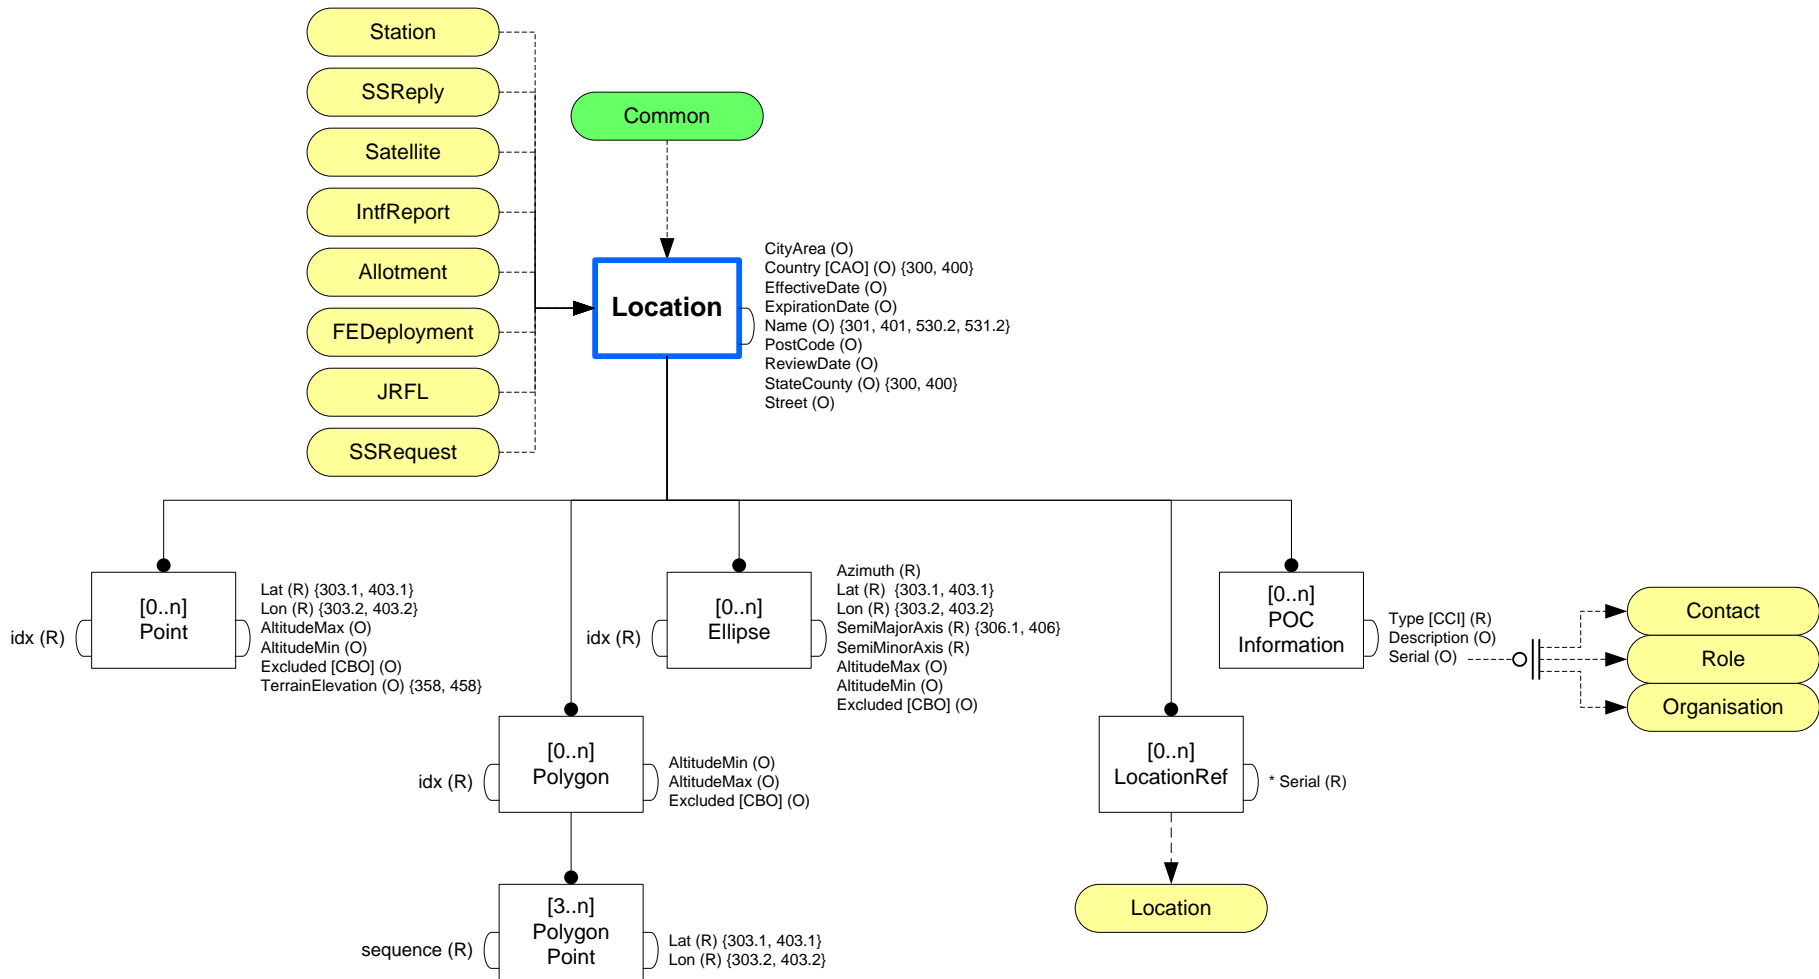 Station
SSReply
Satellite
IntfReport
Allotment
FEDeployment
JRFL
SSRequest
Common
Location
CityArea (O)
Country [CAO] (O) {300, 400}
EffectiveDate (O)
ExpirationDate (O)
Name (O) {301, 401, 530.2, 531.2}
PostCode (O)
ReviewDate (O)
StateCounty (O) {300, 400}
Street (O)
idx (R)
[0..n]
Point
Lat (R) {303.1, 403.1}
Lon (R) {303.2, 403.2}
AltitudeMax (O)
AltitudeMin (O)
Excluded [CBO] (O)
TerrainElevation (O) {358, 458}
idx (R)
[0..n]
Ellipse
Azimuth (R)
Lat (R)  {303.1, 403.1}
Lon (R) {303.2, 403.2}
SemiMajorAxis (R) {306.1, 406}
SemiMinorAxis (R)
AltitudeMax (O)
AltitudeMin (O)
Excluded [CBO] (O)
[0..n]
POC
Information
Type [CCI] (R)
Description (O)
Serial (O)
Contact
Role
Organisation
idx (R)
[0..n]
Polygon
AltitudeMin (O)
AltitudeMax (O)
Excluded [CBO] (O)
[0..n]
LocationRef
* Serial (R)
Location
sequence (R)
[3..n]
Polygon
Point
Lat (R) {303.1, 403.1}
Lon (R) {303.2, 403.2}